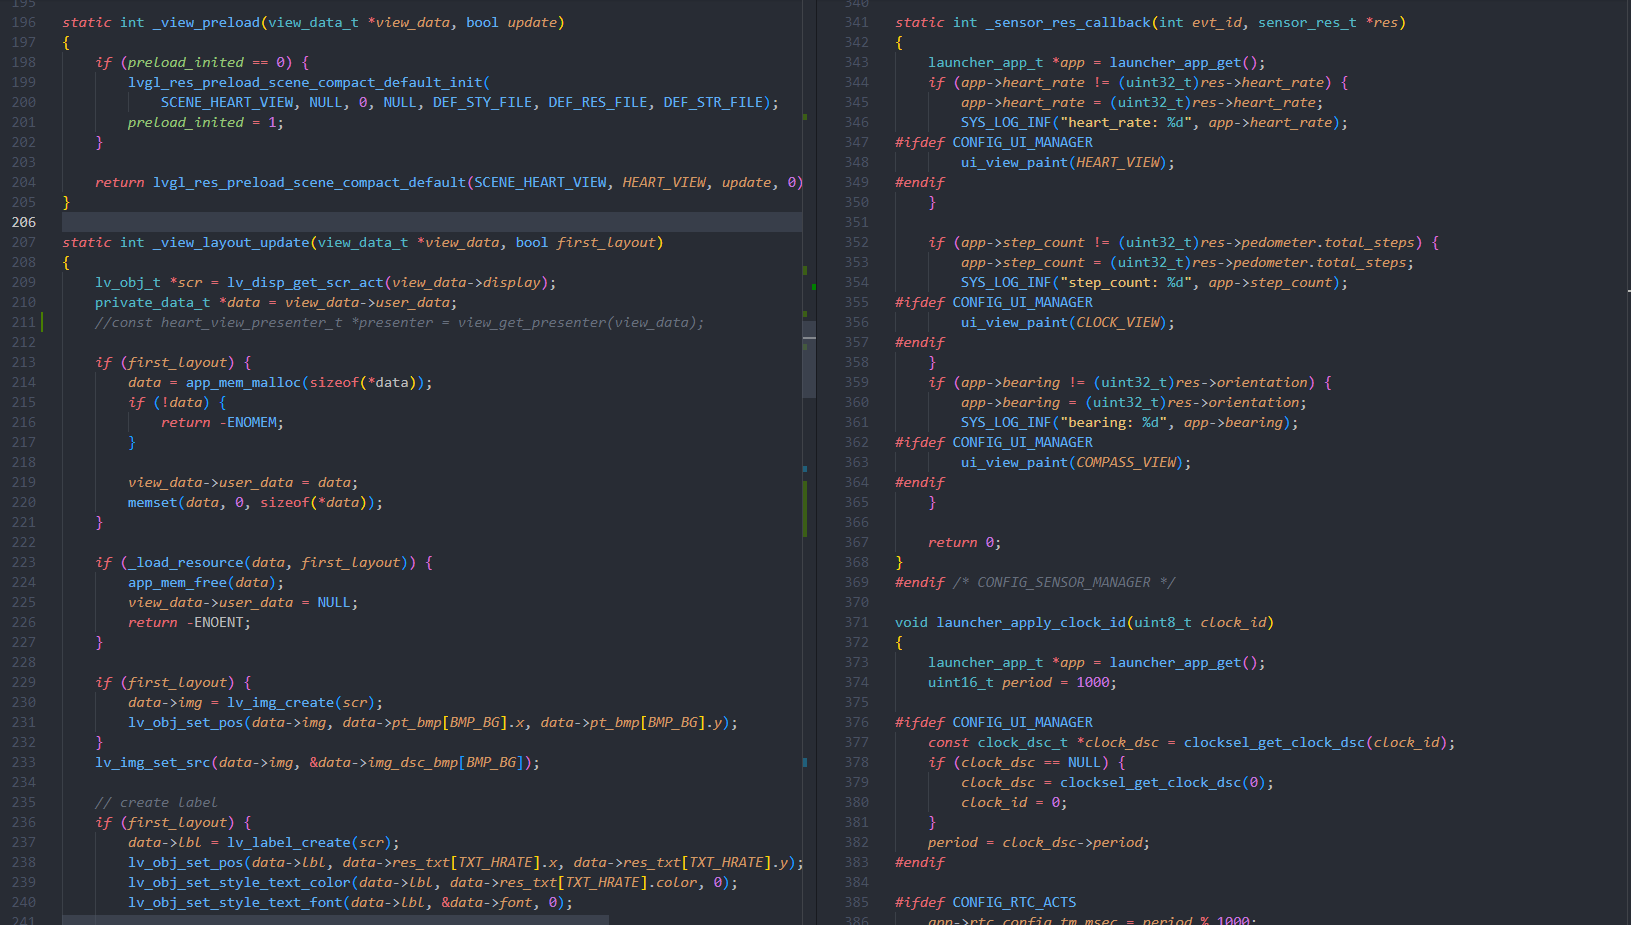 195
196 static int _view_preload(view_data_t *view_data, bool update)
197 {
198     if (preload_inited == 0) {
199         lvgl_res_preload_scene_compact_default_init(
200             SCENE_HEART_VIEW, NULL, 0, NULL, DEF_STY_FILE, DEF_RES_FILE, DEF_STR_FILE);
201         preload_inited = 1;
202     }
203
204     return lvgl_res_preload_scene_compact_default(SCENE_HEART_VIEW, HEART_VIEW, update, 0)
205 }
206
207 static int _view_layout_update(view_data_t *view_data, bool first_layout)
208 {
209     lv_obj_t *scr = lv_disp_get_scr_act(view_data->display);
210     private_data_t *data = view_data->user_data;
211     //const heart_view_presenter_t *presenter = view_get_presenter(view_data);
212
213     if (first_layout) {
214         data = app_mem_malloc(sizeof(*data));
215         if (!data) {
216             return -ENOMEM;
217         }
218
219         view_data->user_data = data;
220         memset(data, 0, sizeof(*data));
221     }
222
223     if (_load_resource(data, first_layout)) {
224         app_mem_free(data);
225         view_data->user_data = NULL;
226         return -ENOENT;
227     }
228
229     if (first_layout) {
230         data->img = lv_img_create(scr);
231         lv_obj_set_pos(data->img, data->pt_bmp[BMP_BG].x, data->pt_bmp[BMP_BG].y);
232     }
233     lv_img_set_src(data->img, &data->img_dsc_bmp[BMP_BG]);
234
235     // create label
236     if (first_layout) {
237         data->lbl = lv_label_create(scr);
238         lv_obj_set_pos(data->lbl, data->res_txt[TXT_HRATE].x, data->res_txt[TXT_HRATE].y);
239         lv_obj_set_style_text_color(data->lbl, data->res_txt[TXT_HRATE].color, 0);
240         lv_obj_set_style_text_font(data->lbl, &data->font, 0);
241
340
341 static int _sensor_res_callback(int evt_id, sensor_res_t *res)
342 {
343     launcher_app_t *app = launcher_app_get();
344     if (app->heart_rate != (uint32_t)res->heart_rate) {
345         app->heart_rate = (uint32_t)res->heart_rate;
346         SYS_LOG_INF("heart_rate: %d", app->heart_rate);
347 #ifdef CONFIG_UI_MANAGER
348         ui_view_paint(HEART_VIEW);
349 #endif
350     }
351
352     if (app->step_count != (uint32_t)res->pedometer.total_steps) {
353         app->step_count = (uint32_t)res->pedometer.total_steps;
354         SYS_LOG_INF("step_count: %d", app->step_count);
355 #ifdef CONFIG_UI_MANAGER
356         ui_view_paint(CLOCK_VIEW);
357 #endif
358     }
359     if (app->bearing != (uint32_t)res->orientation) {
360         app->bearing = (uint32_t)res->orientation;
361         SYS_LOG_INF("bearing: %d", app->bearing);
362 #ifdef CONFIG_UI_MANAGER
363         ui_view_paint(COMPASS_VIEW);
364 #endif
365     }
366
367     return 0;
368 }
369 #endif /* CONFIG_SENSOR_MANAGER */
370
371 void launcher_apply_clock_id(uint8_t clock_id)
372 {
373     launcher_app_t *app = launcher_app_get();
374     uint16_t period = 1000;
375
376 #ifdef CONFIG_UI_MANAGER
377     const clock_dsc_t *clock_dsc = clocksel_get_clock_dsc(clock_id);
378     if (clock_dsc == NULL) {
379         clock_dsc = clocksel_get_clock_dsc(0);
380         clock_id = 0;
381     }
382     period = clock_dsc->period;
383 #endif
384
385 #ifdef CONFIG_RTC_ACTS
386     app->rtc_config.tm_msec = period % 1000;